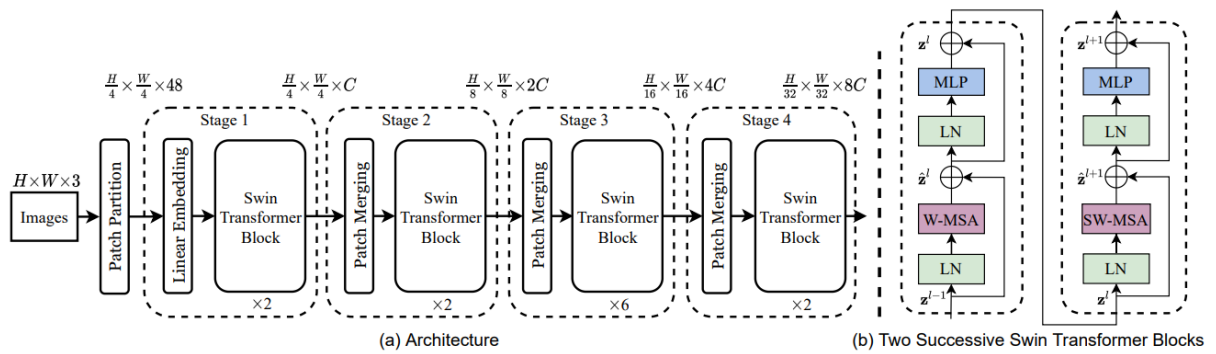 H/4 × W/4 × 48
H/4 × W/4 × C
H/8 × W/8 × 2C
H/16 × W/16 × 4C
H/32 × W/32 × 8C
Stage 1
Stage 2
Stage 3
Stage 4
H×W×3
Images
Patch Partition
Linear Embedding
Swin
Transformer
Block
×2
Patch Merging
Swin
Transformer
Block
×2
Patch Merging
Swin
Transformer
Block
×6
Patch Merging
Swin
Transformer
Block
×2
(a) Architecture
z^l
MLP
LN
ẑ^l
W-MSA
LN
z^{l−1}
z^{l+1}
MLP
LN
ẑ^{l+1}
SW-MSA
LN
z^l
(b) Two Successive Swin Transformer Blocks